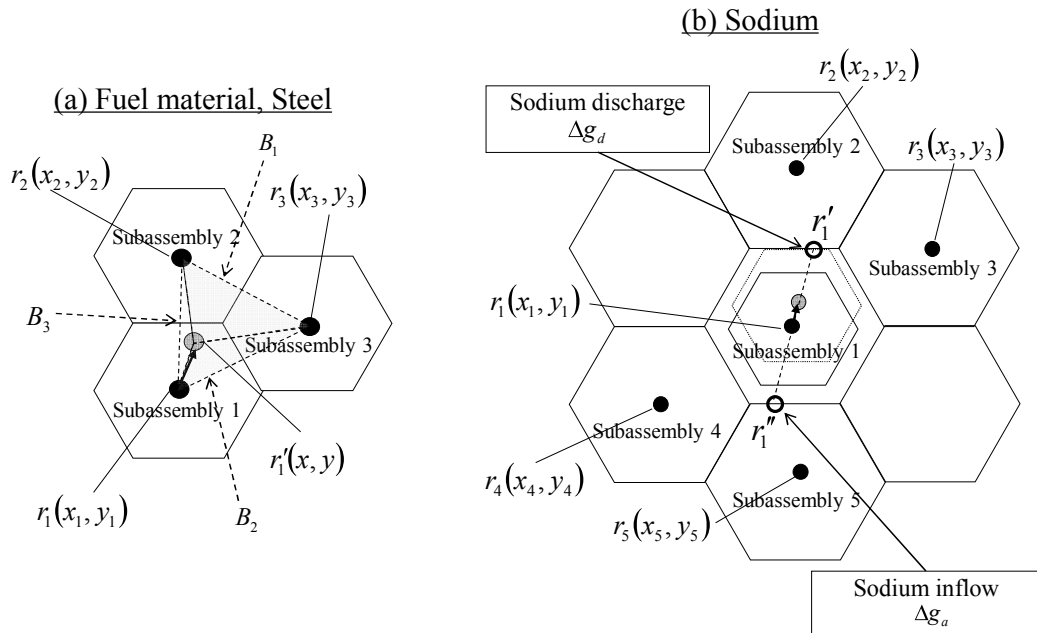 (a) Fuel material, Steel
B₁
r₂(x₂, y₂)
r₃(x₃, y₃)
Subassembly 2
B₃
Subassembly 3
Subassembly 1
r₁′(x, y)
r₁(x₁, y₁)
B₂
(b) Sodium
r₂(x₂, y₂)
Sodium discharge
Δg_d
Subassembly 2
r₃(x₃, y₃)
r₁′
Subassembly 3
r₁(x₁, y₁)
Subassembly 1
r₁″
Subassembly 4
r₄(x₄, y₄)
Subassembly 5
r₅(x₅, y₅)
Sodium inflow
Δg_a